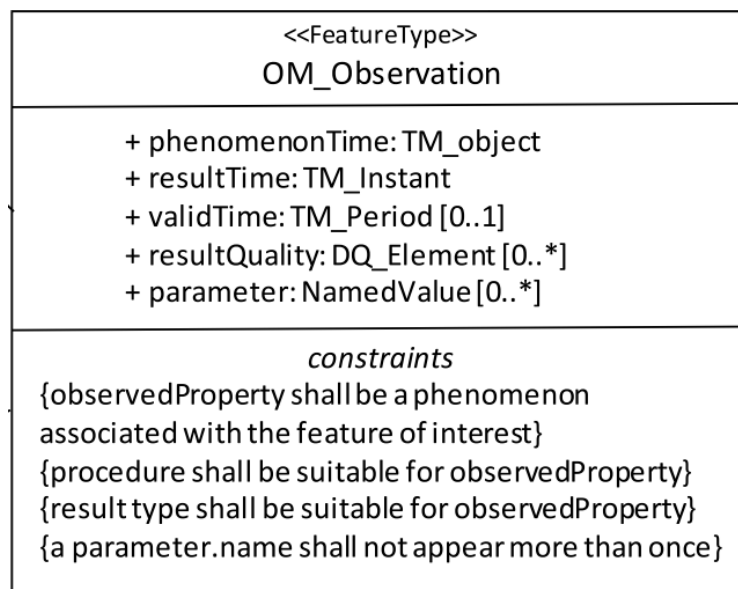 <<FeatureType>>
OM_Observation
+ phenomenonTime: TM_object
+ resultTime: TM_Instant
+ validTime: TM_Period [0..1]
+ resultQuality: DQ_Element [0..*]
+ parameter: NamedValue [0..*]
constraints
{observedProperty shall be a phenomenon
associated with the feature of interest}
{procedure shall be suitable for observedProperty}
{result type shall be suitable for observedProperty}
{a parameter.name shall not appear more than once}